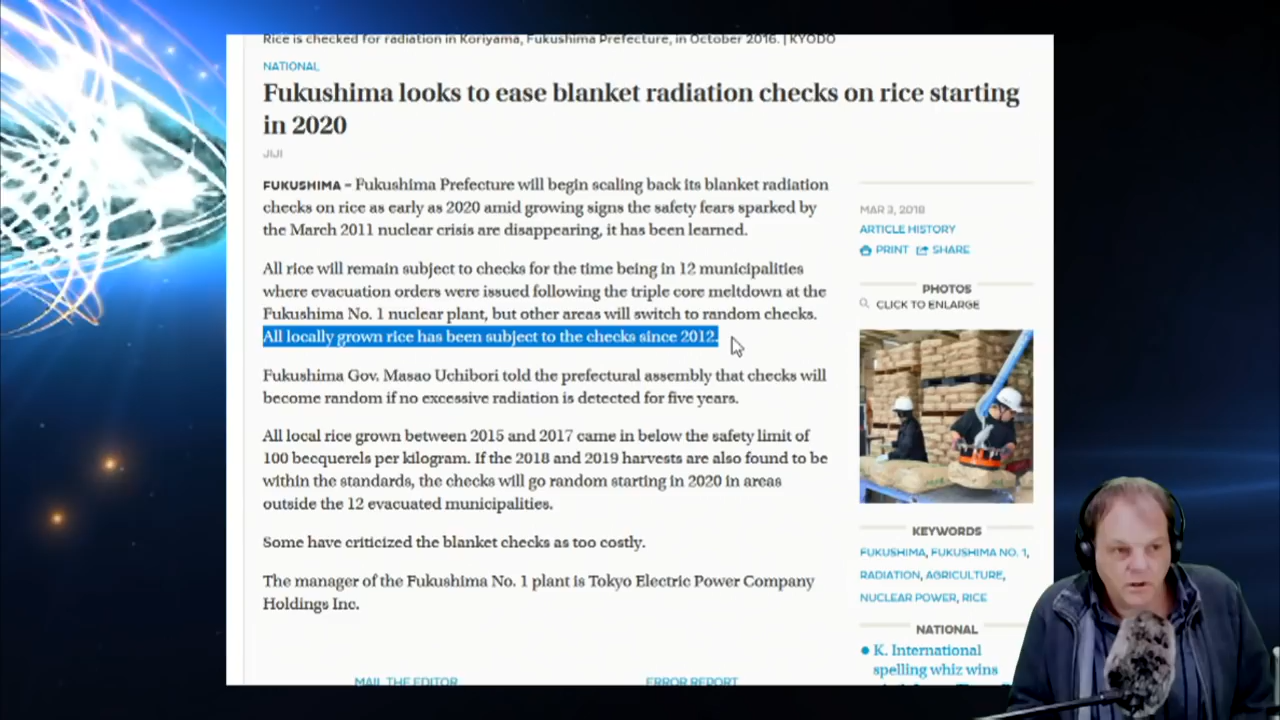 Rice is checked for radiation in Koriyama, Fukushima Prefecture, in October 2016. | KYODO
NATIONAL
Fukushima looks to ease blanket radiation checks on rice starting
in 2020
JIJI
FUKUSHIMA – Fukushima Prefecture will begin scaling back its blanket radiation
checks on rice as early as 2020 amid growing signs the safety fears sparked by
the March 2011 nuclear crisis are disappearing, it has been learned.
All rice will remain subject to checks for the time being in 12 municipalities
where evacuation orders were issued following the triple core meltdown at the
Fukushima No. 1 nuclear plant, but other areas will switch to random checks.
All locally grown rice has been subject to the checks since 2012.
Fukushima Gov. Masao Uchibori told the prefectural assembly that checks will
become random if no excessive radiation is detected for five years.
All local rice grown between 2015 and 2017 came in below the safety limit of
100 becquerels per kilogram. If the 2018 and 2019 harvests are also found to be
within the standards, the checks will go random starting in 2020 in areas
outside the 12 evacuated municipalities.
Some have criticized the blanket checks as too costly.
The manager of the Fukushima No. 1 plant is Tokyo Electric Power Company
Holdings Inc.
MAIL THE EDITOR
ERROR REPORT
MAR 3, 2018
ARTICLE HISTORY
PRINT SHARE
PHOTOS
CLICK TO ENLARGE
KEYWORDS
FUKUSHIMA, FUKUSHIMA NO. 1,
RADIATION, AGRICULTURE,
NUCLEAR POWER, RICE
NATIONAL
K. International
spelling whiz wins